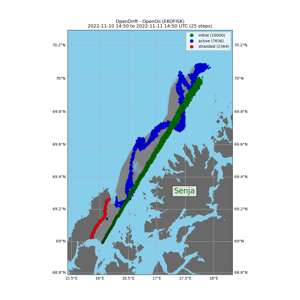 OpenDrift - OpenOil (EKOFISK)
2022-11-10 14:50 to 2022-11-11 14:50 UTC (25 steps)
initial (10000)
active (7636)
stranded (2364)
70.2°N
70.2°N
70°N
70°N
69.8°N
69.8°N
69.6°N
69.6°N
69.4°N
69.4°N
Senja
69.2°N
69.2°N
69°N
69°N
68.8°N
68.8°N
15.5°E
16°E
16.5°E
17°E
17.5°E
18°E